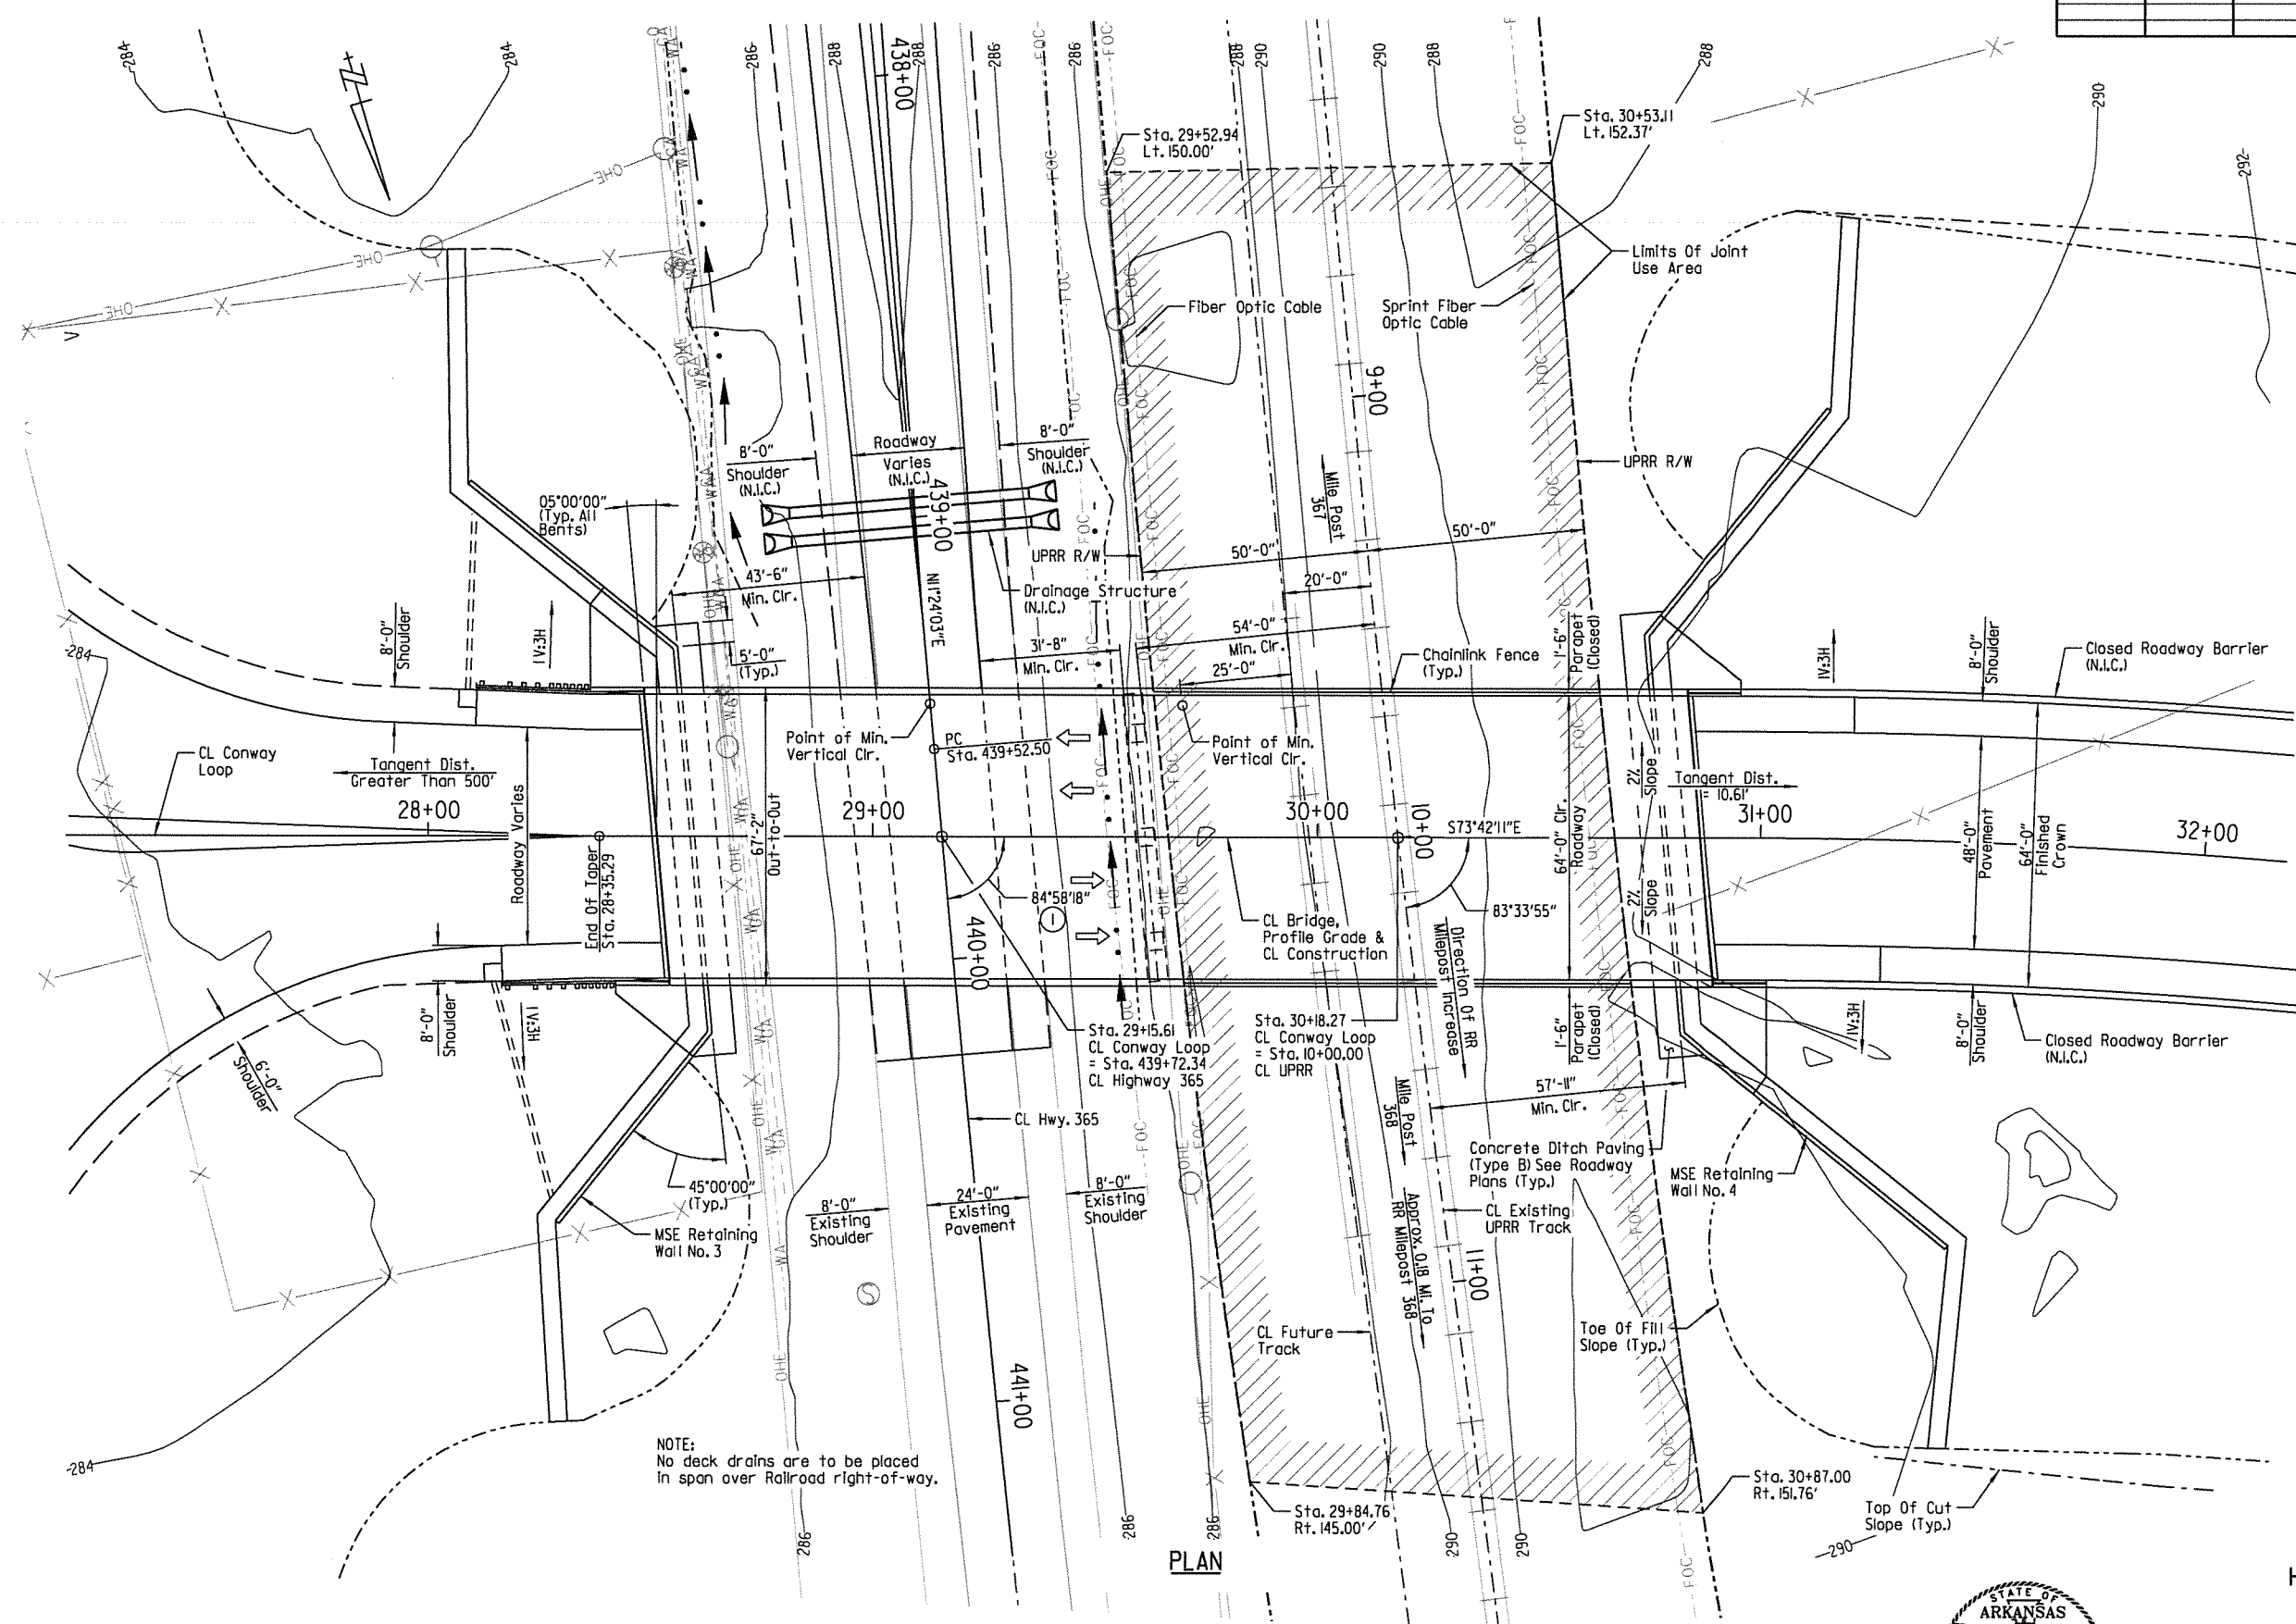 284
284
286
288
438+00
288
286
286
288
290
290
288
288
290
292
Sta. 29+52.94
Lt. 150.00'
Sta. 30+53.11
Lt. 152.37'
Limits Of Joint
Use Area
Fiber Optic Cable
Sprint Fiber
Optic Cable
OHE
OHE
OHE
9+00
UPRR R/W
8'-0"
Shoulder
(N.I.C.)
Roadway
Varies
(N.I.C.)
8'-0"
Shoulder
(N.I.C.)
439+00
Mile Post
367
05°00'00"
(Typ. All
Bents)
UPRR R/W
50'-0"
50'-0"
43'-6"
Min. Clr.
N11°24'03"E
Drainage Structure
(N.I.C.)
20'-0"
8'-0"
Shoulder
1V:3H
5'-0"
(Typ.)
31'-8"
Min. Clr.
54'-0"
Min. Clr.
25'-0"
Chainlink Fence
(Typ.)
1'-6"
Parapet
(Closed)
1V:3H
8'-0"
Shoulder
Closed Roadway Barrier
(N.I.C.)
284
CL Conway
Loop
Tangent Dist.
Greater Than 500'
Point of Min.
Vertical Clr.
PC
Sta. 439+52.50
Point of Min.
Vertical Clr.
2%
Slope
Tangent Dist.
= 10.61'
28+00
Roadway Varies
67'-2"
Out-to-Out
29+00
30+00
10+00
S73°42'11"E
64'-0" Clr.
Roadway
31+00
48'-0"
Pavement
64'-0"
Finished
Crown
32+00
End Of Taper
Sta. 28+35.29
84°58'18"
83°33'55"
2%
Slope
CL Bridge,
Profile Grade &
CL Construction
440+00
Direction Of RR
Milepost Increase
8'-0"
Shoulder
1V:3H
6'-0"
Shoulder
Sta. 29+15.61
CL Conway Loop
= Sta. 439+72.34
CL Highway 365
Sta. 30+18.27
CL Conway Loop
= Sta. 10+00.00
CL UPRR
1'-6"
Parapet
(Closed)
1V:3H
8'-0"
Shoulder
Closed Roadway Barrier
(N.I.C.)
CL Hwy. 365
Mile Post
368
57'-11"
Min. Clr.
5'
Concrete Ditch Paving
(Type B) See Roadway
Plans (Typ.)
MSE Retaining
Wall No. 4
45°00'00"
(Typ.)
8'-0"
Existing
Shoulder
24'-0"
Existing
Pavement
8'-0"
Existing
Shoulder
MSE Retaining
Wall No. 3
Approx. 0.18 Mi. To
RR Milepost 368
CL Existing
UPRR Track
11+00
CL Future
Track
Toe Of Fill
Slope (Typ.)
441+00
NOTE:
No deck drains are to be placed
in span over Railroad right-of-way.
284
Sta. 30+87.00
Rt. 151.76'
Sta. 29+84.76
Rt. 145.00'
Top Of Cut
Slope (Typ.)
286
286
286
290
290
290
PLAN
STATE OF
ARKANSAS